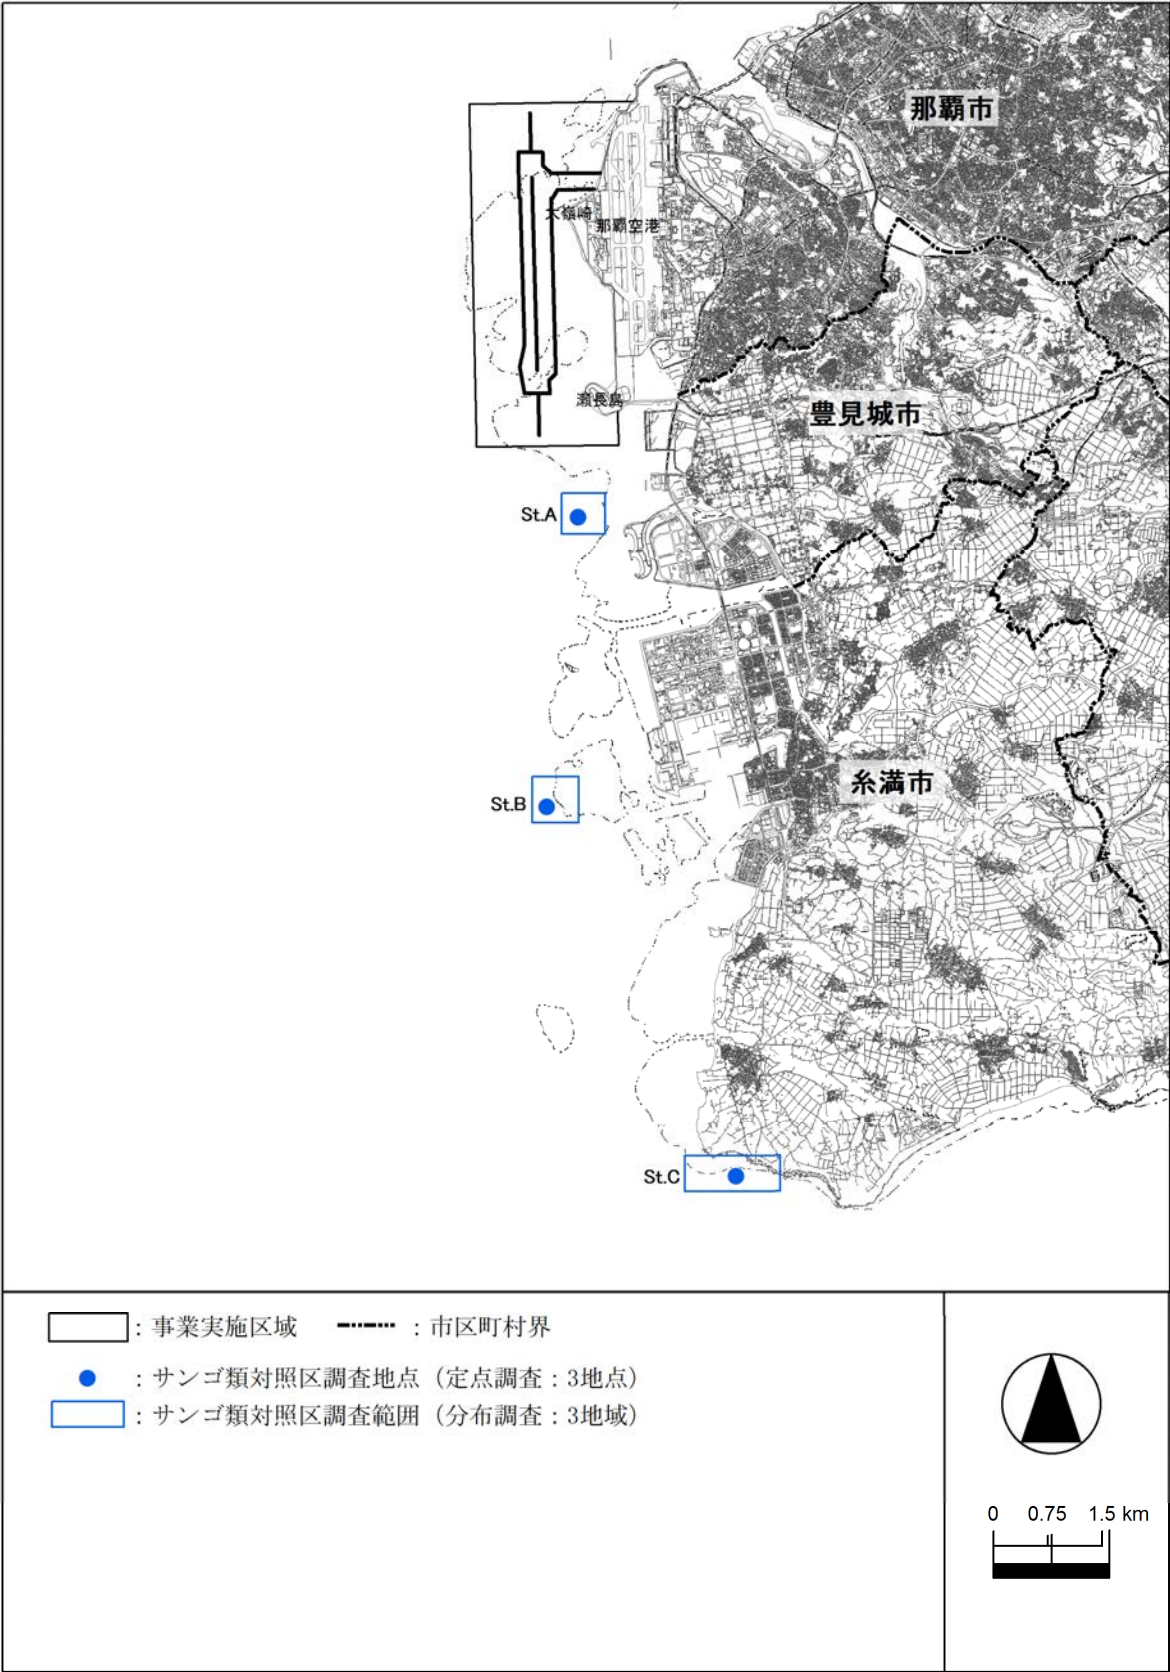 那覇市
大嶺崎
那覇空港
瀬長島
豊見城市
St.A
糸満市
St.B
St.C
：事業実施区域 ：市区町村界
：サンゴ類対照区調査地点（定点調査：3地点）
：サンゴ類対照区調査範囲（分布調査：3地域）
0 0.75 1.5 km